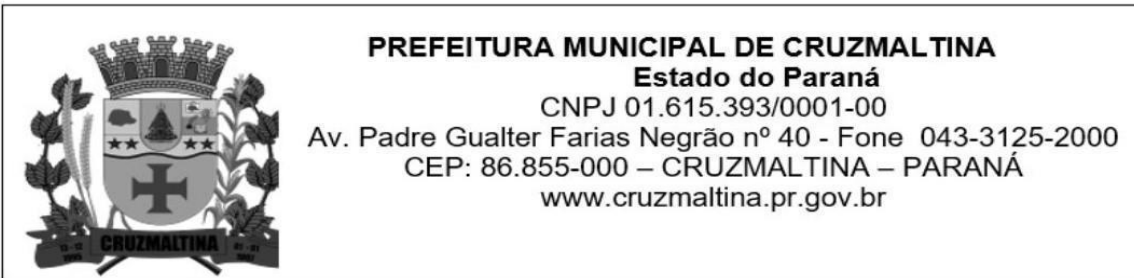 PREFEITURA MUNICIPAL DE CRUZMALTINA
Estado do Paraná
CNPJ 01.615.393/0001-00
Av. Padre Gualter Farias Negrão nº 40 - Fone 043-3125-2000
CEP: 86.855-000 – CRUZMALTINA – PARANÁ
www.cruzmaltina.pr.gov.br
CRUZMALTINA